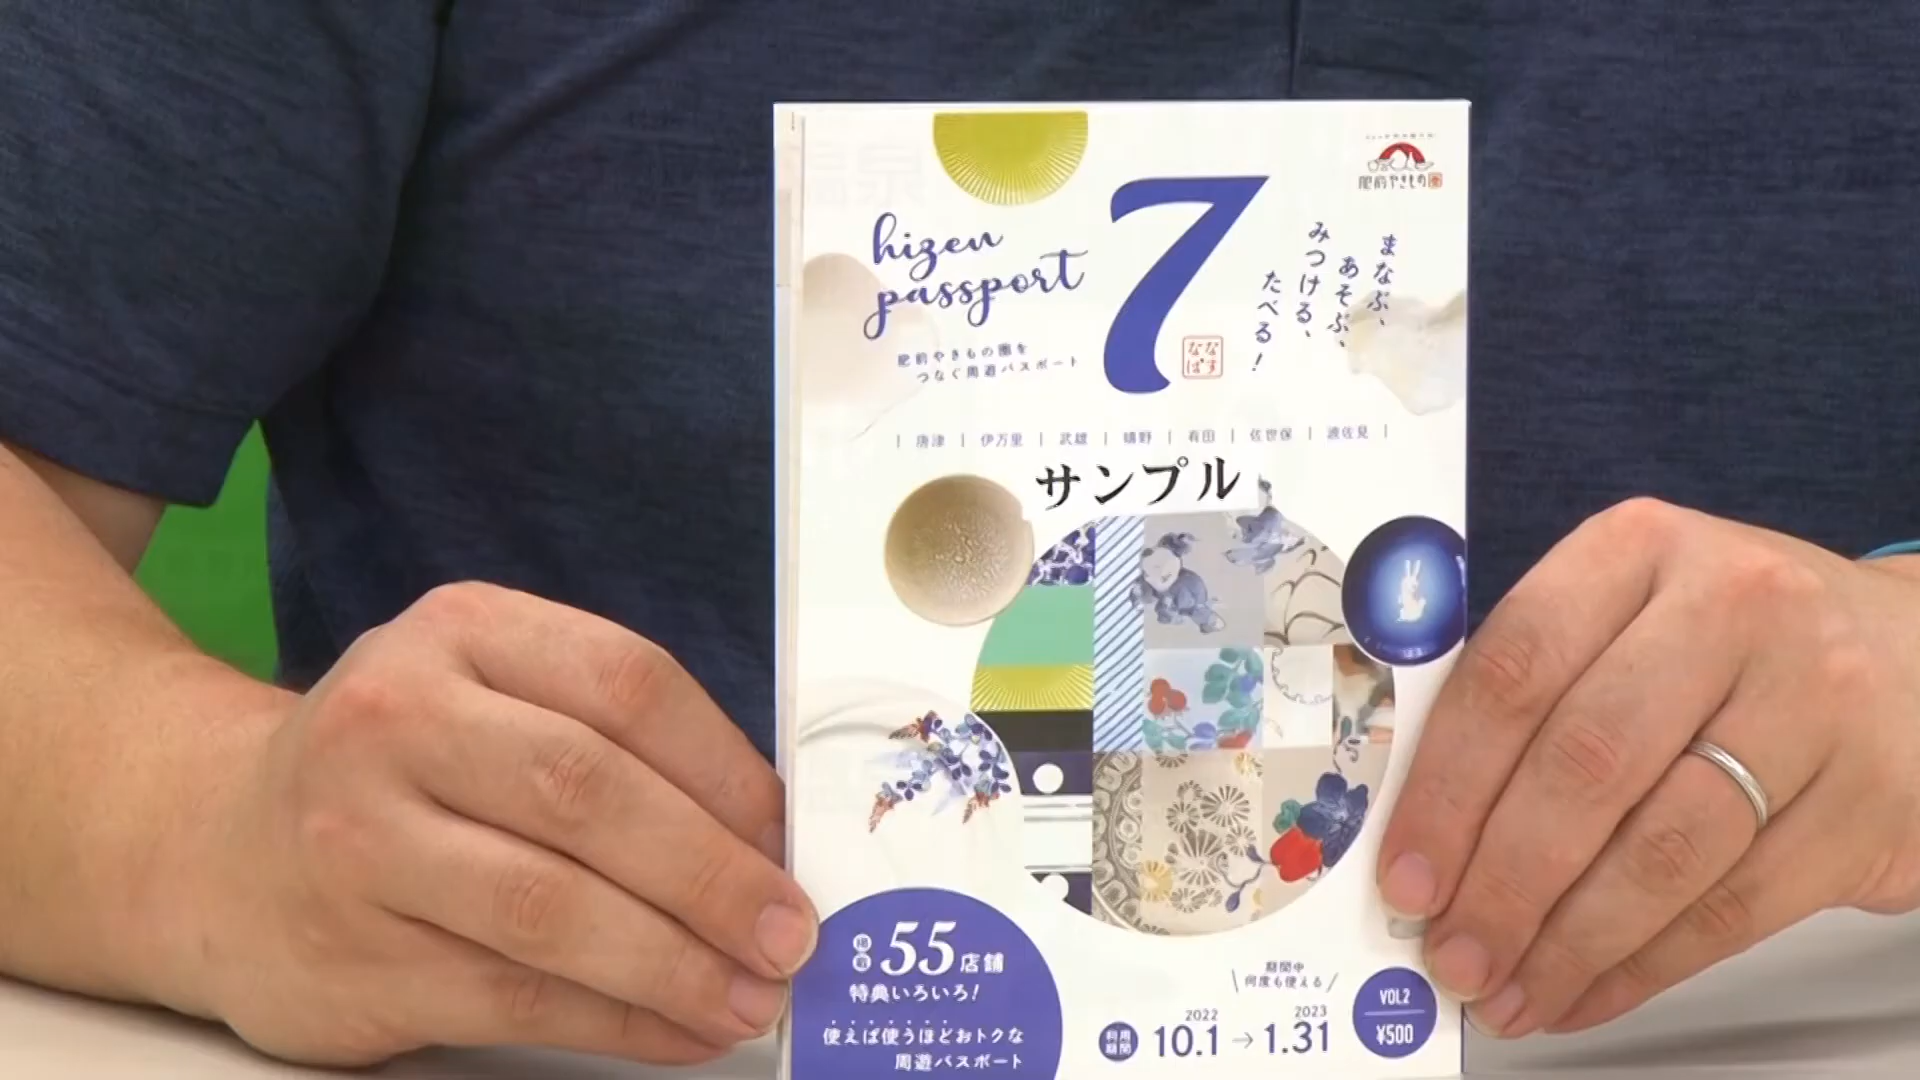 肥前やきもの圏
hizen
passport
7
ななすぱ
肥前やきもの圏を
つなぐ周遊パスポート
まなぶ、
あそぶ、
みつける、
たべる!
| 唐津 | 伊万里 | 武雄 | 嬉野 | 有田 | 佐世保 | 波佐見 |
サンプル
掲載 55 店舗
特典いろいろ!
使えば使うほどおトクな
周遊パスポート
期間中
何度も使える
利用期間 2022 10.1 → 2023 1.31
VOL2
¥500